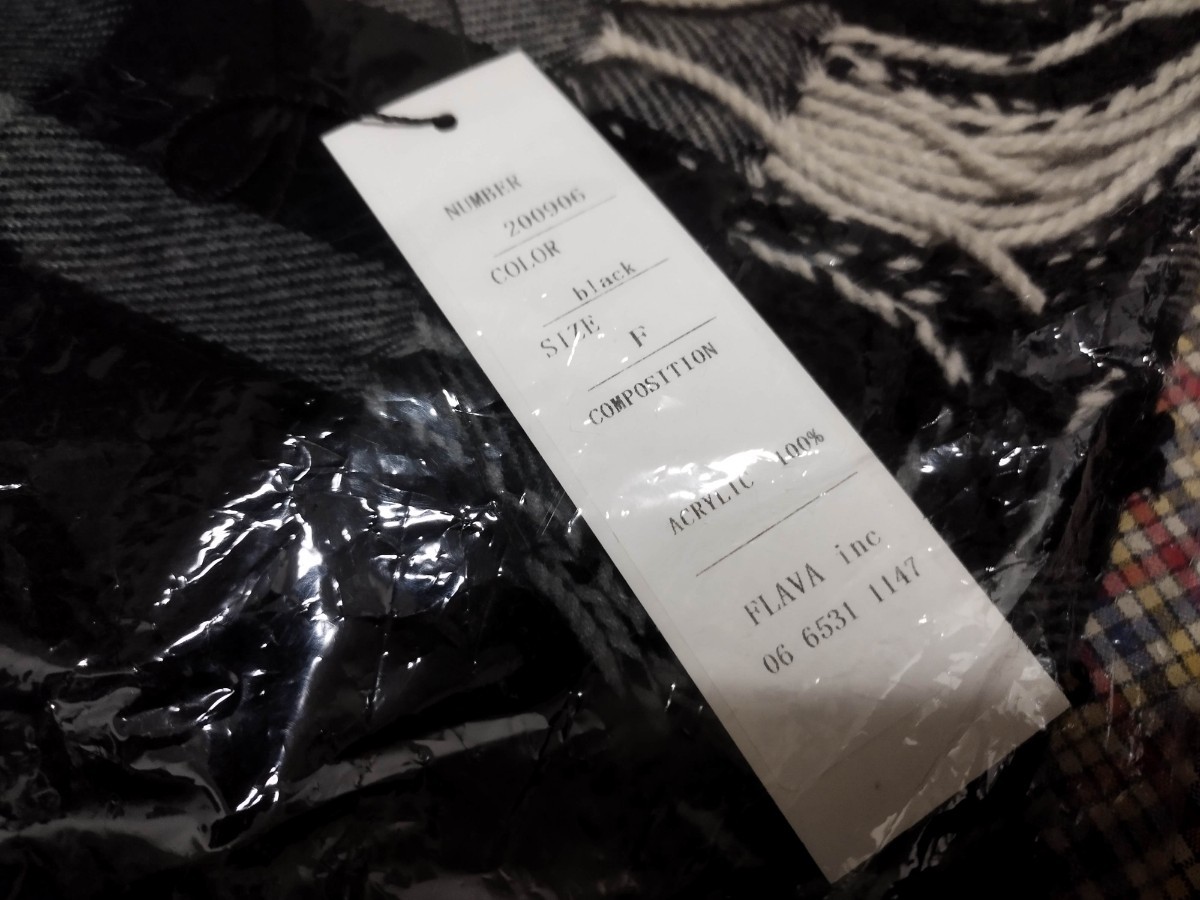 NUMBER
200906
COLOR
black
SIZE
F
COMPOSITION
ACRYLIC 100%
FLAVA inc
06 6531 1147